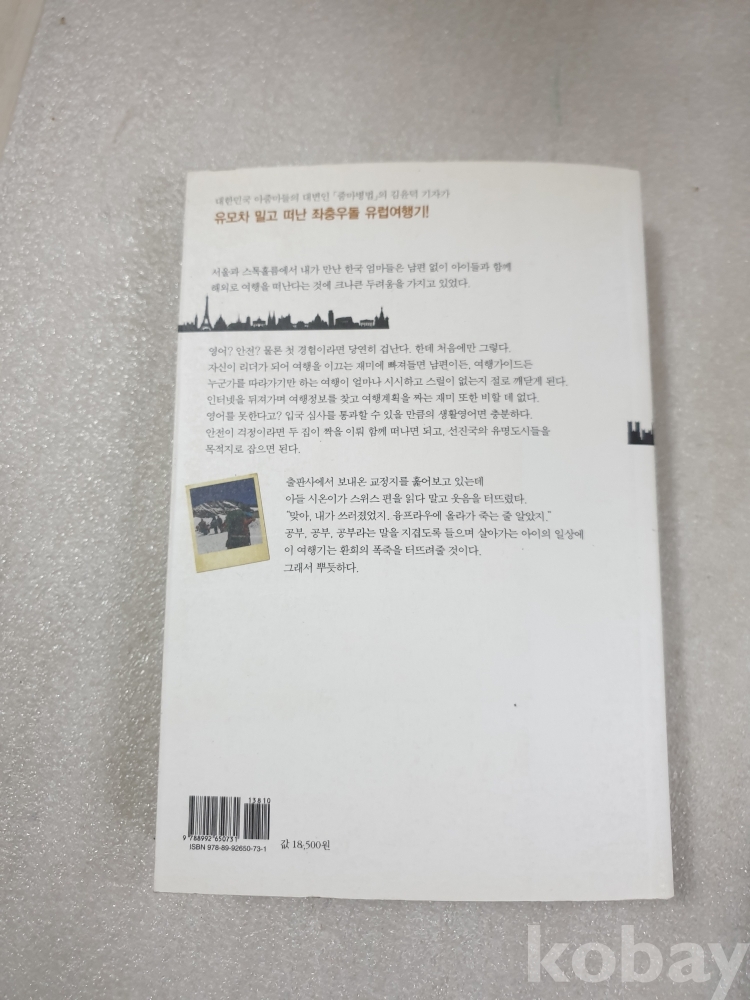 대한민국 아줌마들의 대변인 「줌마병법」의 김윤덕 기자가
유모차 밀고 떠난 좌충우돌 유럽여행기!
서울과 스톡홀름에서 내가 만난 한국 엄마들은 남편 없이 아이들과 함께
해외로 여행을 떠난다는 것에 크나큰 두려움을 가지고 있었다.
영어? 안전? 물론 첫 경험이라면 당연히 겁난다. 한데 처음에만 그렇다.
자신이 리더가 되어 여행을 이끄는 재미에 빠져들면 남편이든, 여행가이드든
누군가를 따라가기만 하는 여행이 얼마나 시시하고 스릴이 없는지 절로 깨닫게 된다.
인터넷을 뒤져가며 여행정보를 찾고 여행계획을 짜는 재미 또한 비할 데 없다.
영어를 못한다고? 입국 심사를 통과할 수 있을 만큼의 생활영어면 충분하다.
안전이 걱정이라면 두 집이 짝을 이뤄 함께 떠나면 되고, 선진국의 유명도시들을
목적지로 잡으면 된다.
출판사에서 보내온 교정지를 훑어보고 있는데
아들 시온이가 스위스 편을 읽다 말고 웃음을 터뜨렸다.
"맞아, 내가 쓰러졌었지. 융프라우에 올라가 죽는 줄 알았지."
공부, 공부, 공부라는 말을 지겹도록 들으며 살아가는 아이의 일상에
이 여행기는 환희의 폭죽을 터뜨려줄 것이다.
그래서 뿌듯하다.
13810
9 788992 650731
ISBN 978-89-92650-73-1
값 18,500원
kobay